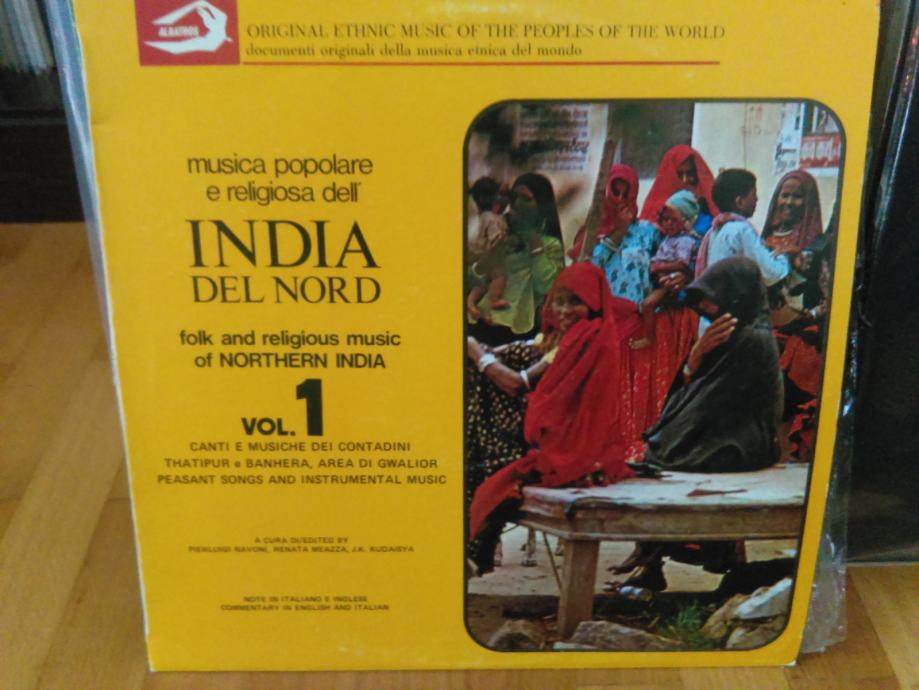 ALBATROS
ORIGINAL ETHNIC MUSIC OF THE PEOPLES OF THE WORLD
documenti originali della musica etnica del mondo
musica popolare
e religiosa dell'
INDIA
DEL NORD
folk and religious music
of NORTHERN INDIA
VOL. 1
CANTI E MUSICHE DEI CONTADINI
THATIPUR e BANHERA, AREA DI GWALIOR
PEASANT SONGS AND INSTRUMENTAL MUSIC
A CURA DI/EDITED BY
PIERLUIGI NAVONI, RENATA MEAZZA, J.K. KUDAISYA
NOTE IN ITALIANO E INGLESE
COMMENTARY IN ENGLISH AND ITALIAN